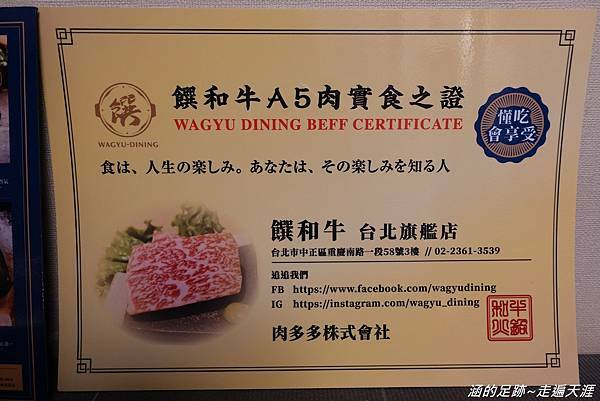 饌
WAGYU-DINING
饌和牛A5肉實食之證
WAGYU DINING BEFF CERTIFICATE
懂吃
會享受
食は、人生の楽しみ。あなたは、その楽しみを知る人
饌和牛 台北旗艦店
台北市中正區重慶南路一段58號3樓 // 02-2361-3539
追追我們
FB https://www.facebook.com/wagyudining
IG https://instagram.com/wagyu_dining
肉多多株式會社
涵的足跡~走遍天涯